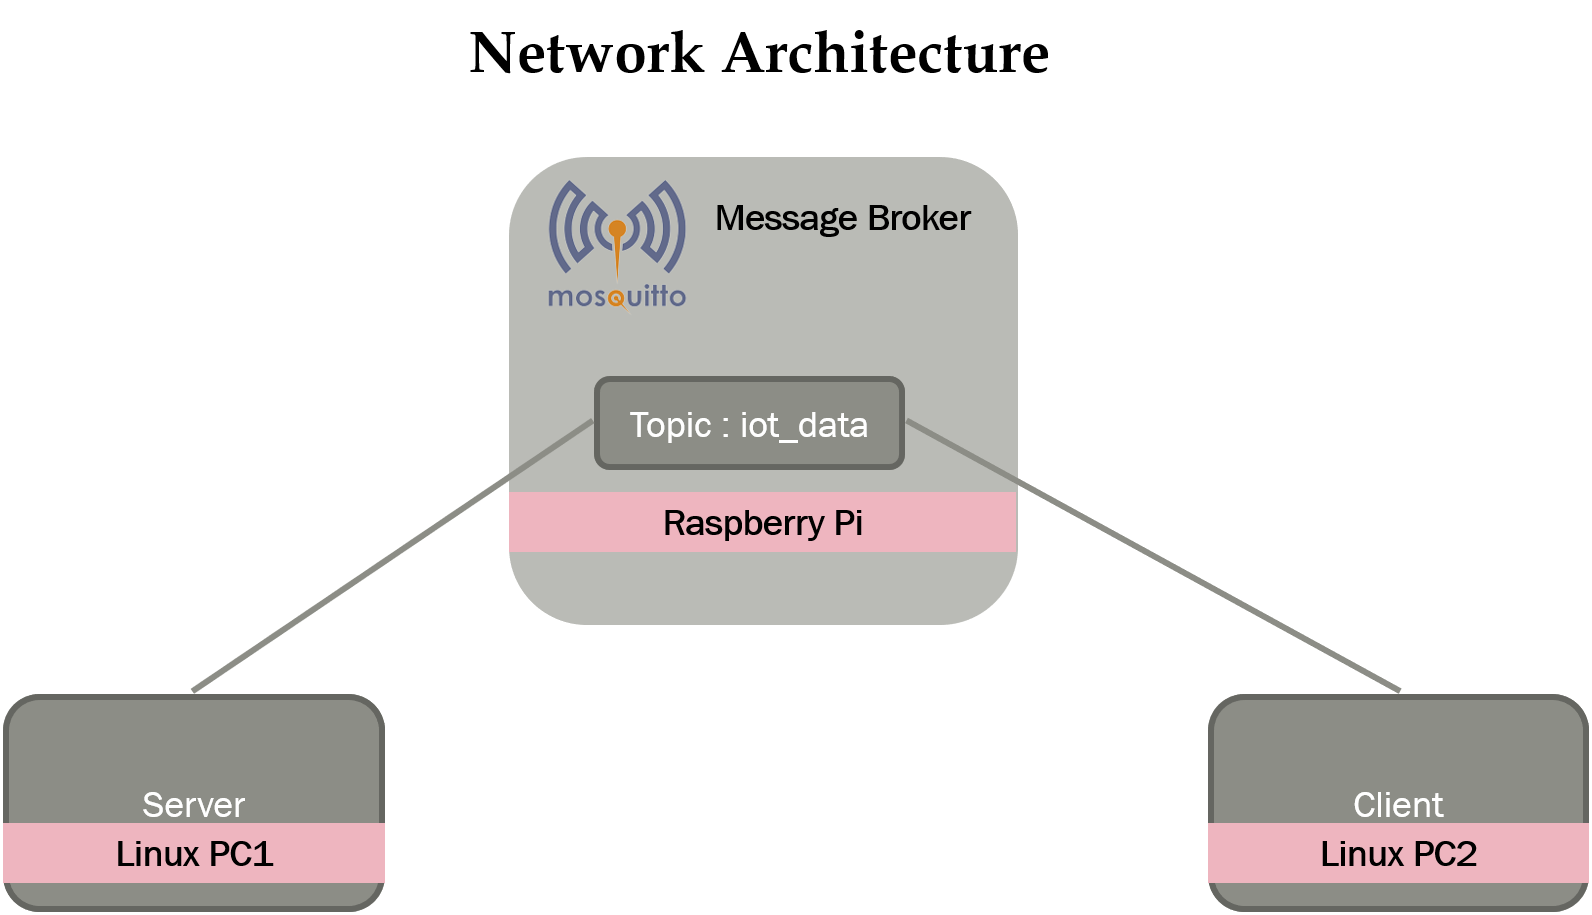 Network Architecture
Message Broker
mosquitto
Topic : iot_data
Raspberry Pi
Server
Linux PC1
Client
Linux PC2